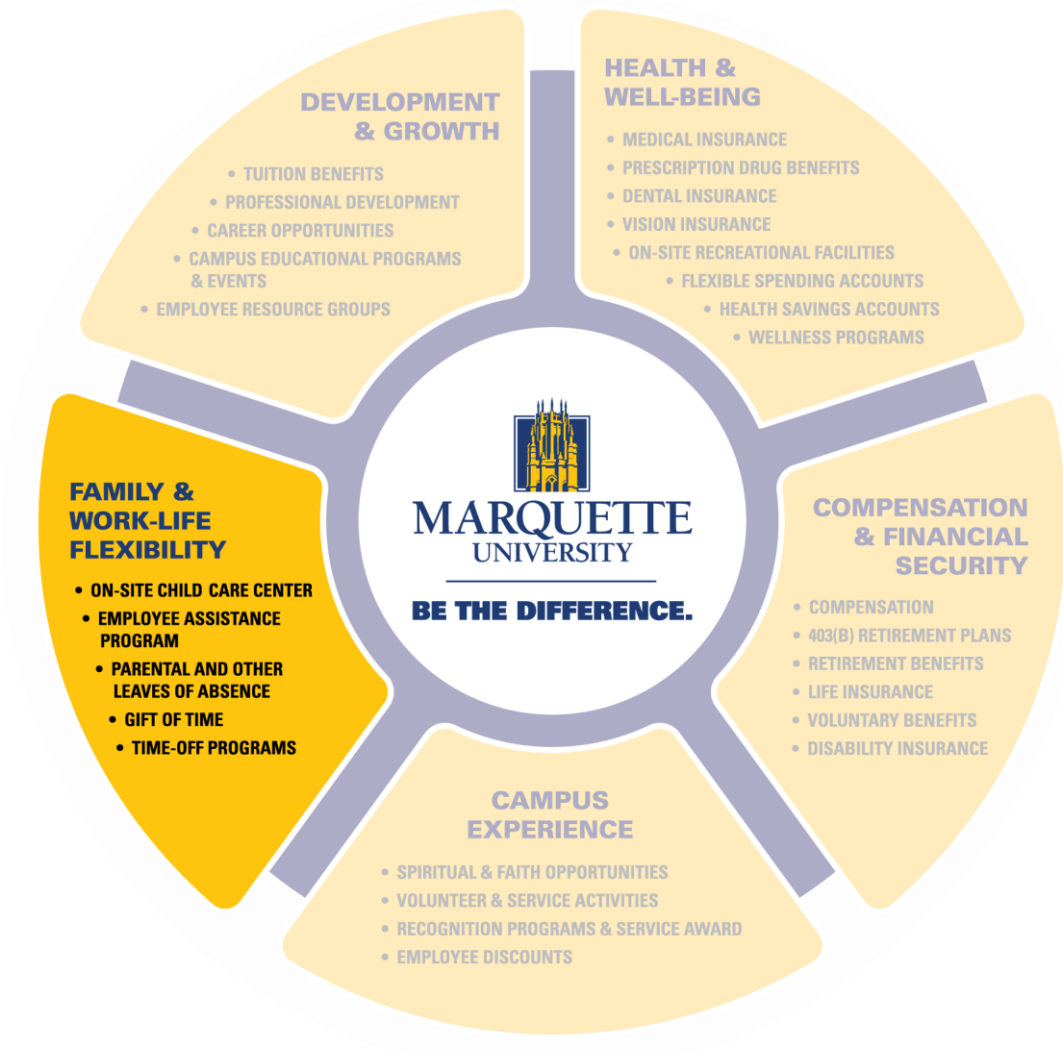 DEVELOPMENT
& GROWTH
• TUITION BENEFITS
• PROFESSIONAL DEVELOPMENT
• CAREER OPPORTUNITIES
• CAMPUS EDUCATIONAL PROGRAMS
& EVENTS
• EMPLOYEE RESOURCE GROUPS
HEALTH &
WELL-BEING
• MEDICAL INSURANCE
• PRESCRIPTION DRUG BENEFITS
• DENTAL INSURANCE
• VISION INSURANCE
• ON-SITE RECREATIONAL FACILITIES
• FLEXIBLE SPENDING ACCOUNTS
• HEALTH SAVINGS ACCOUNTS
• WELLNESS PROGRAMS
FAMILY &
WORK-LIFE
FLEXIBILITY
• ON-SITE CHILD CARE CENTER
• EMPLOYEE ASSISTANCE
PROGRAM
• PARENTAL AND OTHER
LEAVES OF ABSENCE
• GIFT OF TIME
• TIME-OFF PROGRAMS
MARQUETTE
UNIVERSITY
BE THE DIFFERENCE.
COMPENSATION
& FINANCIAL
SECURITY
• COMPENSATION
• 403(B) RETIREMENT PLANS
• RETIREMENT BENEFITS
• LIFE INSURANCE
• VOLUNTARY BENEFITS
• DISABILITY INSURANCE
CAMPUS
EXPERIENCE
• SPIRITUAL & FAITH OPPORTUNITIES
• VOLUNTEER & SERVICE ACTIVITIES
• RECOGNITION PROGRAMS & SERVICE AWARD
• EMPLOYEE DISCOUNTS